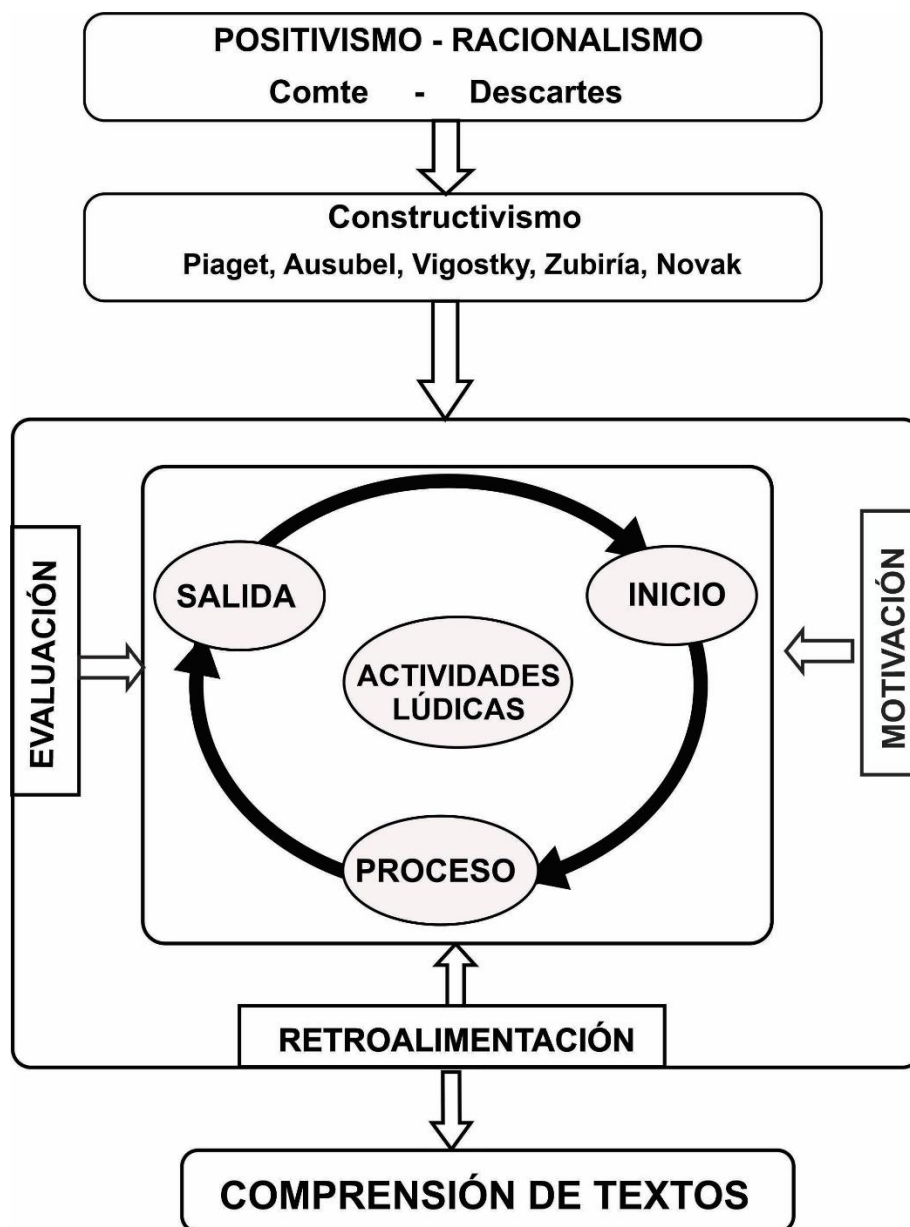 POSITIVISMO - RACIONALISMO
Comte - Descartes
Constructivismo
Piaget, Ausubel, Vigostky, Zubiría, Novak
SALIDA
INICIO
EVALUACIÓN
MOTIVACIÓN
ACTIVIDADES
LÚDICAS
PROCESO
RETROALIMENTACIÓN
COMPRENSIÓN DE TEXTOS